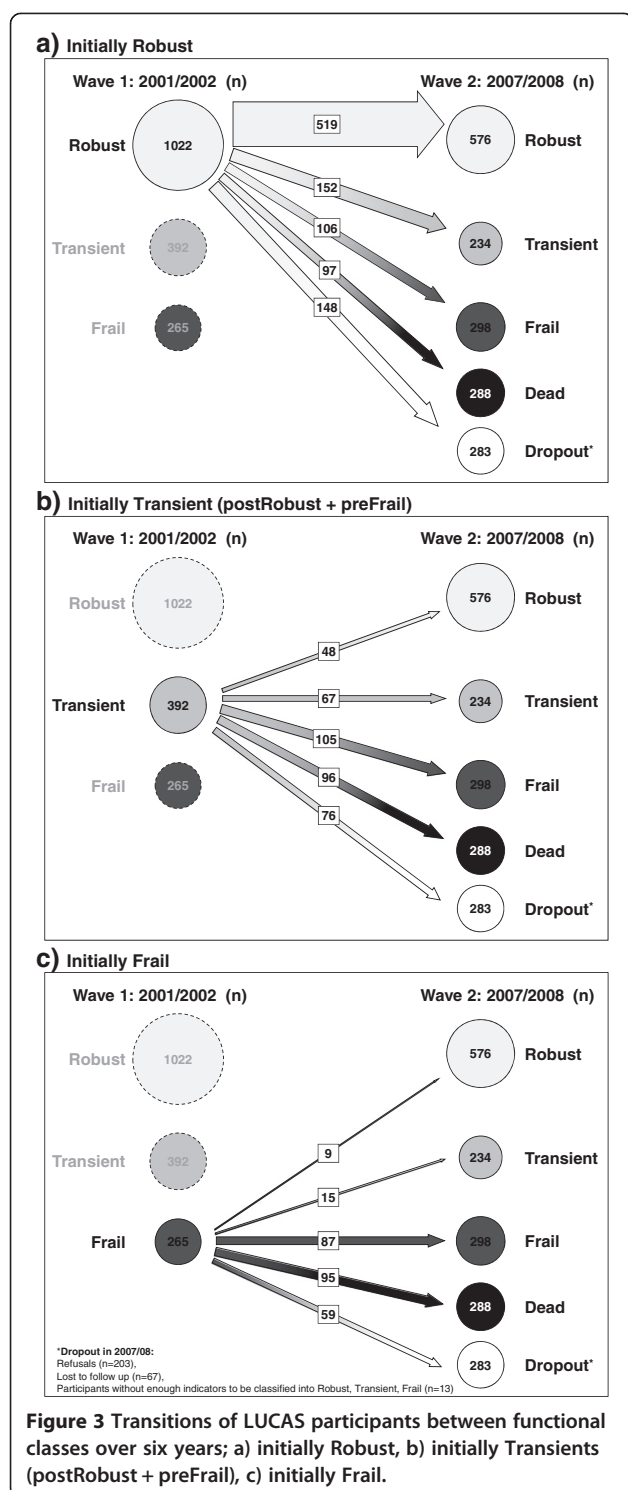 a) Initially Robust
Wave 1: 2001/2002 (n) Wave 2: 2007/2008 (n)
Robust 1022 519 576 Robust
152
Transient 392 106 234 Transient
97
148
Frail 265 298 Frail
288 Dead
283 Dropout*
b) Initially Transient (postRobust + preFrail)
Wave 1: 2001/2002 (n) Wave 2: 2007/2008 (n)
Robust 1022 576 Robust
48
Transient 392 67 234 Transient
105
96
Frail 265 298 Frail
76
288 Dead
283 Dropout*
c) Initially Frail
Wave 1: 2001/2002 (n) Wave 2: 2007/2008 (n)
Robust 1022 576 Robust
9
Transient 392 234 Transient
15
Frail 265 87 298 Frail
95
59 288 Dead
283 Dropout*
*Dropout in 2007/08:
Refusals (n=203),
Lost to follow up (n=67),
Participants without enough indicators to be classified into Robust, Transient, Frail (n=13)
Figure 3 Transitions of LUCAS participants between functional
classes over six years; a) initially Robust, b) initially Transients
(postRobust + preFrail), c) initially Frail.